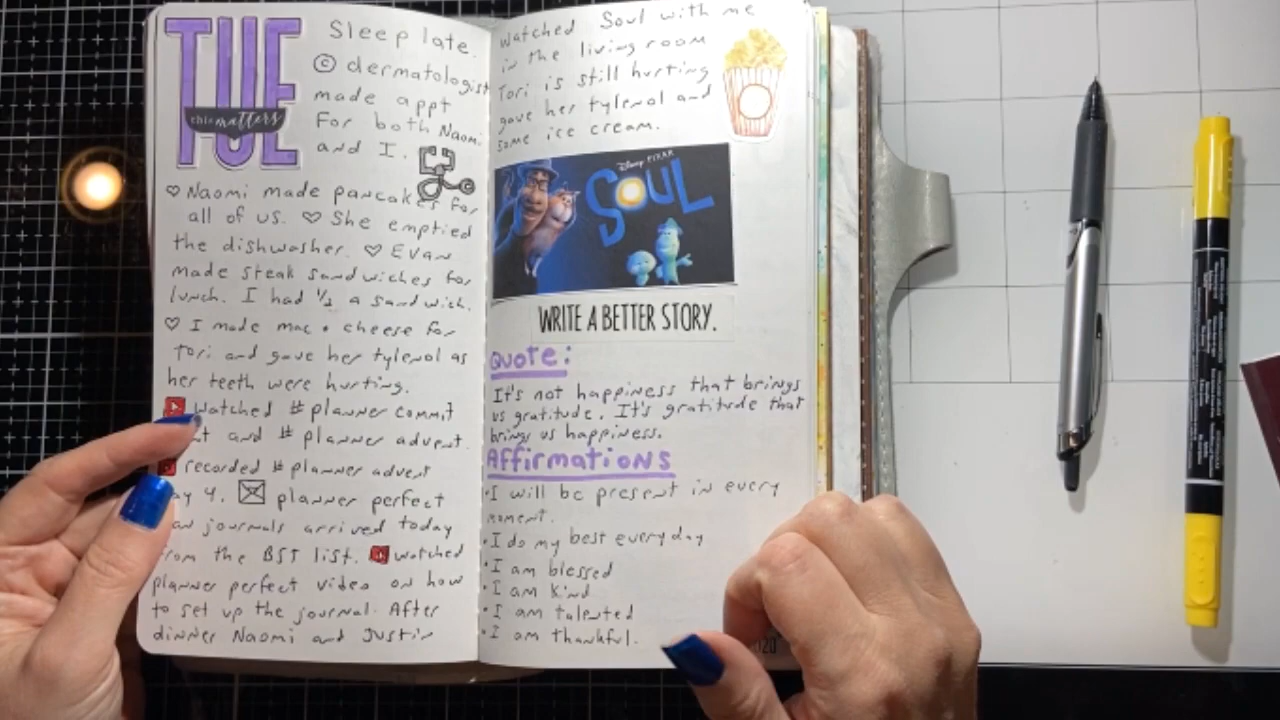 TUE
this matters
Sleep late.
© dermatologist
made appt
For both Naomi
and I.
♡ Naomi made pancakes for
all of us. ♡ She emptied
the dishwasher. ♡ Evan
made steak sandwiches for
lunch. I had 1/2 a sandwich.
♡ I made mac + cheese for
Tori and gave her tylenol as
her teeth were hurting.
watched # planner commit
and # planner advent.
recorded # planner advent
4. planner perfect
journals arrived today
from the BST list. watched
planner perfect video on how
to set up the journal. After
dinner Naomi and Justin
watched Soul with me
in the living room
Tori is still hurting
gave her tylenol and
some ice cream.
DISNEY PIXAR
SOUL
WRITE A BETTER STORY.
Quote:
It's not happiness that brings
us gratitude. It's gratitude that
brings us happiness.
Affirmations
• I will be present in every
moment.
• I do my best everyday
• I am blessed
• I am kind
• I am talented
• I am thankful.